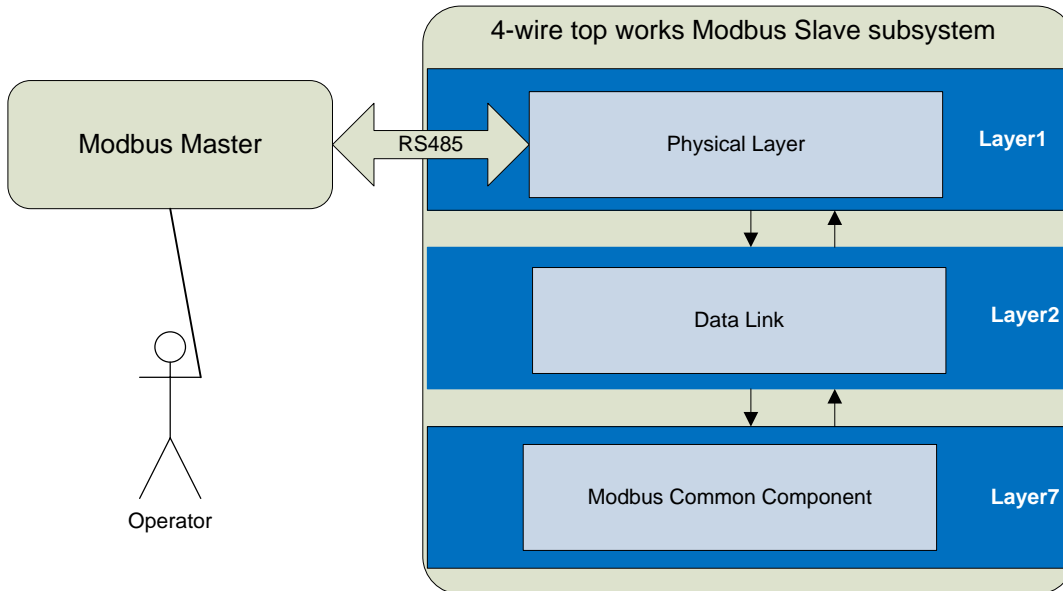 4-wire top works Modbus Slave subsystem
Modbus Master
RS485
Physical Layer
Layer1
Data Link
Layer2
Modbus Common Component
Layer7
Operator